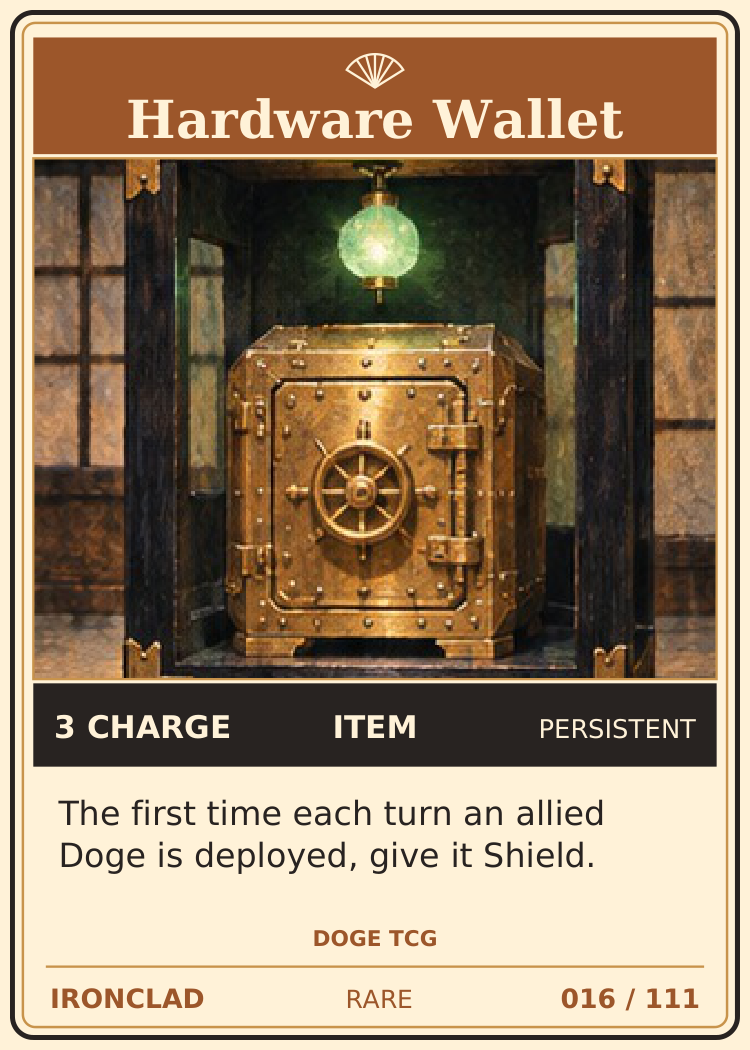 Hardware Wallet
3 CHARGE ITEM PERSISTENT
The first time each turn an allied
Doge is deployed, give it Shield.
DOGE TCG
IRONCLAD RARE 016 / 111